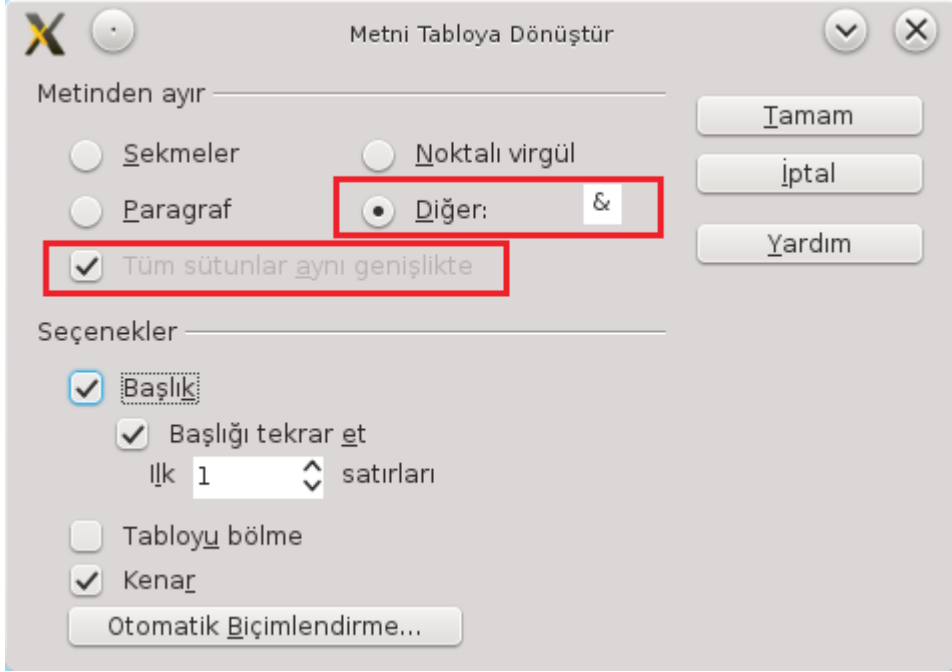 Metni Tabloya Dönüştür
Metinden ayır
Sekmeler
Noktalı virgül
Paragraf
Diğer: &
Tüm sütunlar aynı genişlikte
Tamam
İptal
Yardım
Seçenekler
Başlık
Başlığı tekrar et
Ilk 1 satırları
Tabloyu bölme
Kenar
Otomatik Biçimlendirme...